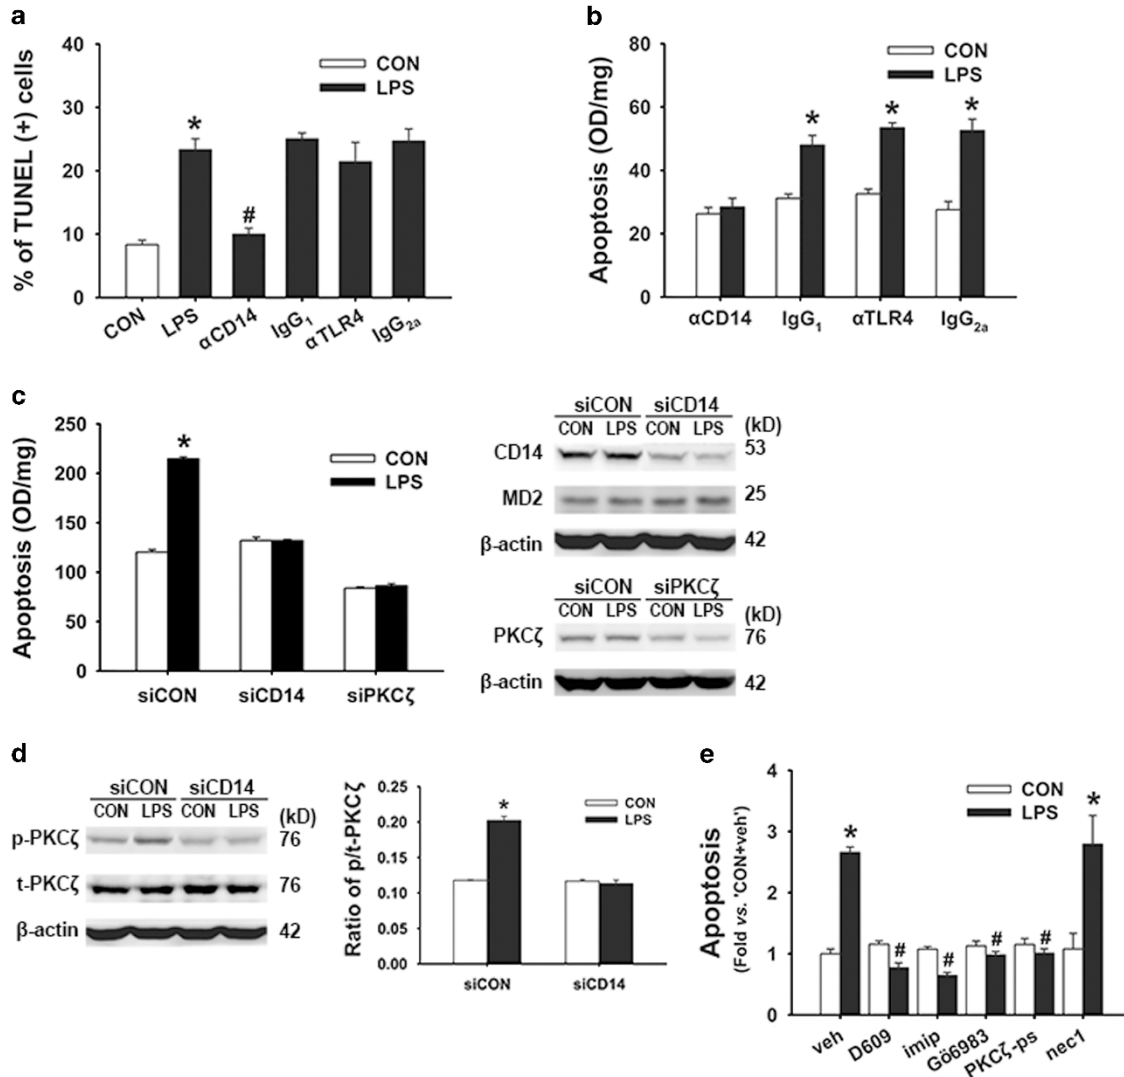 a
% of TUNEL (+) cells
40
30
20
10
0
CON
LPS
*
#
CON
LPS
αCD14
IgG1
αTLR4
IgG2a
b
Apoptosis (OD/mg)
80
60
40
20
0
CON
LPS
* * *
αCD14 IgG1 αTLR4 IgG2a
c
Apoptosis (OD/mg)
250
200
150
100
50
0
*
CON
LPS
siCON siCD14 siPKCζ
siCON siCD14
CON LPS CON LPS (kD)
CD14 53
MD2 25
β-actin 42
siCON siPKCζ
CON LPS CON LPS (kD)
PKCζ 76
β-actin 42
d
siCON siCD14
CON LPS CON LPS (kD)
p-PKCζ 76
t-PKCζ 76
β-actin 42
Ratio of p/t-PKCζ
0.25
0.20
0.15
0.10
0.05
0.00
*
CON
LPS
siCON siCD14
e
Apoptosis
(Fold vs. 'CON+veh')
4
3
2
1
0
CON
LPS
* # # # # *
veh
D609
imip
Gö6983
PKCζ-ps
nec1